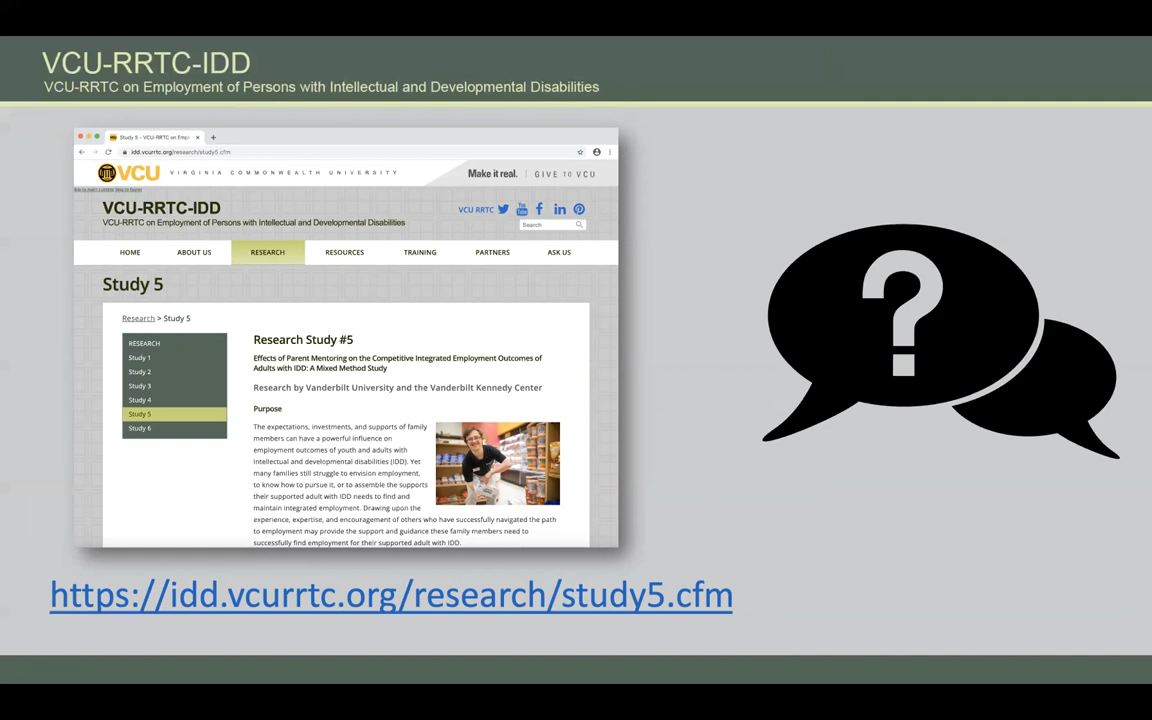 VCU-RRTC-IDD
VCU-RRTC on Employment of Persons with Intellectual and Developmental Disabilities
Study 5 - VCU-RRTC on Empl
idd.vcurrtc.org/research/study5.cfm
VCU VIRGINIA COMMONWEALTH UNIVERSITY
Make it real. | GIVE TO VCU
VCU-RRTC-IDD
VCU-RRTC on Employment of Persons with Intellectual and Developmental Disabilities
VCU RRTC
Search
HOME ABOUT US RESEARCH RESOURCES TRAINING PARTNERS ASK US
Study 5
Research > Study 5
RESEARCH
Study 1
Study 2
Study 3
Study 4
Study 5
Study 6
Research Study #5
Effects of Parent Mentoring on the Competitive Integrated Employment Outcomes of
Adults with IDD: A Mixed Method Study
Research by Vanderbilt University and the Vanderbilt Kennedy Center
Purpose
The expectations, investments, and supports of family
members can have a powerful influence on
employment outcomes of youth and adults with
intellectual and developmental disabilities (IDD). Yet
many families still struggle to envision employment,
to know how to pursue it, or to assemble the supports
their supported adult with IDD needs to find and
maintain integrated employment. Drawing upon the
experience, expertise, and encouragement of others who have successfully navigated the path
to employment may provide the support and guidance these family members need to
successfully find employment for their supported adult with IDD.
?
https://idd.vcurrtc.org/research/study5.cfm